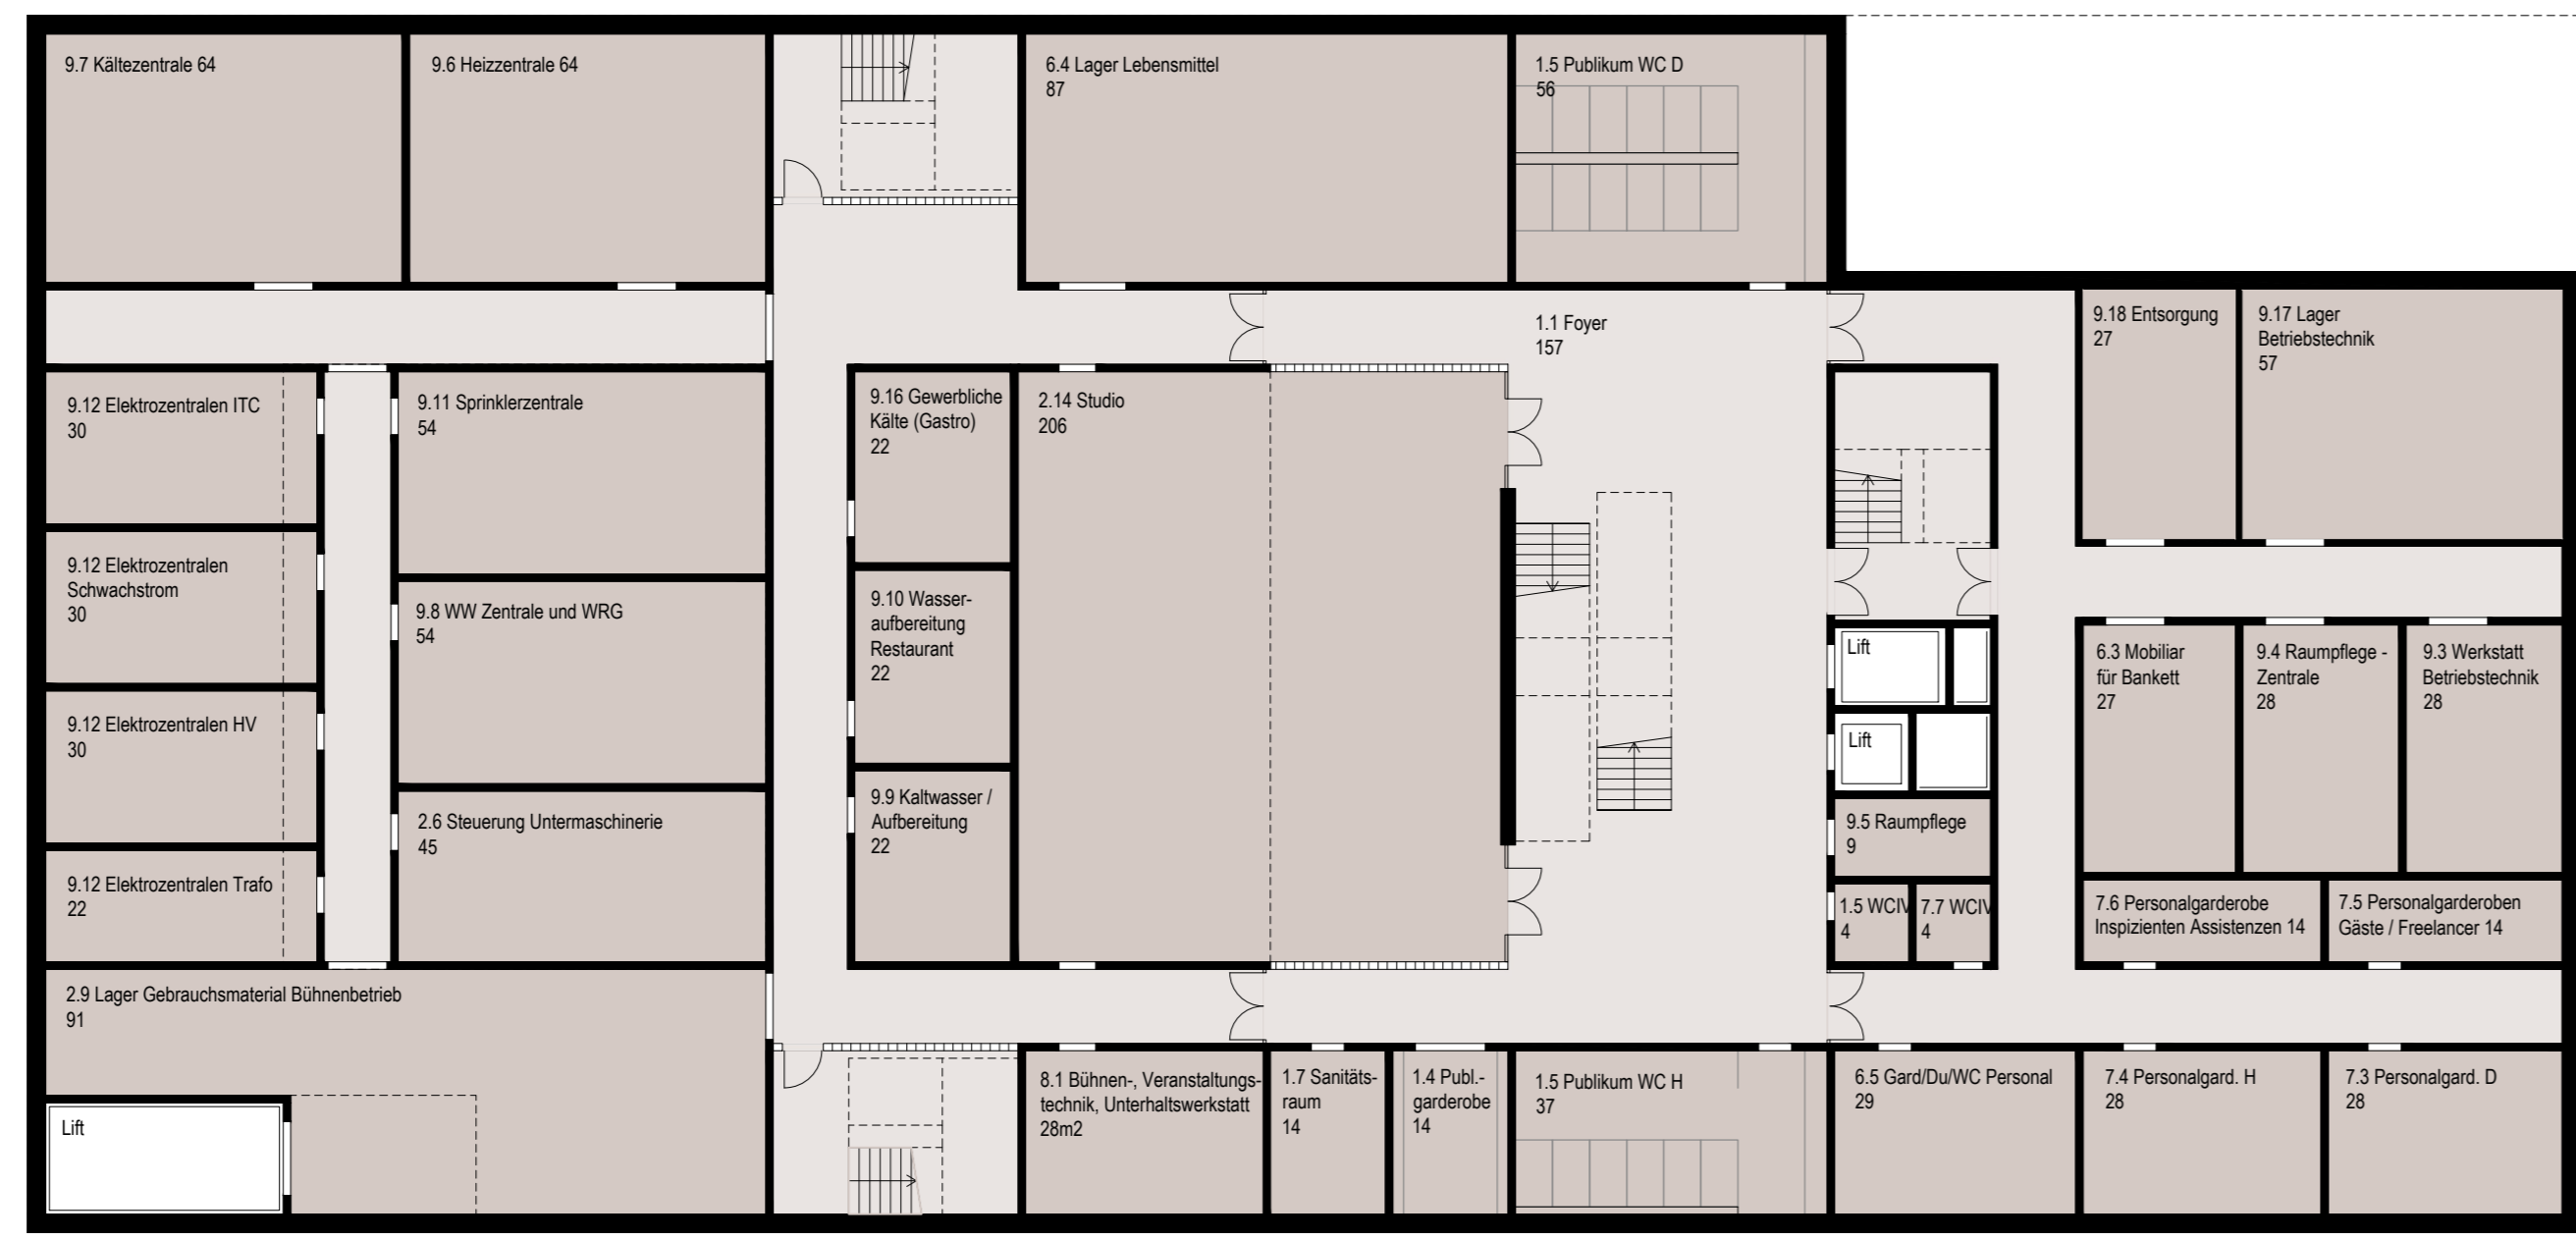 9.7 Kältezentrale 64
9.6 Heizzentrale 64
6.4 Lager Lebensmittel
87
1.5 Publikum WC D
56
1.1 Foyer
157
9.18 Entsorgung
27
9.17 Lager
Betriebstechnik
57
9.12 Elektrozentralen ITC
30
9.11 Sprinklerzentrale
54
9.16 Gewerbliche
Kälte (Gastro)
22
2.14 Studio
206
9.12 Elektrozentralen
Schwachstrom
30
9.8 WW Zentrale und WRG
54
9.10 Wasser-
aufbereitung
Restaurant
22
Lift
6.3 Mobiliar
für Bankett
27
9.4 Raumpflege -
Zentrale
28
9.3 Werkstatt
Betriebstechnik
28
9.12 Elektrozentralen HV
30
Lift
2.6 Steuerung Untermaschinerie
45
9.9 Kaltwasser /
Aufbereitung
22
9.5 Raumpflege
9
9.12 Elektrozentralen Trafo
22
1.5 WCIV
4
7.7 WCIV
4
7.6 Personalgarderobe
Inspizienten Assistenzen 14
7.5 Personalgarderoben
Gäste / Freelancer 14
2.9 Lager Gebrauchsmaterial Bühnenbetrieb
91
Lift
8.1 Bühnen-, Veranstaltungs-
technik, Unterhaltswerkstatt
28m2
1.7 Sanitäts-
raum
14
1.4 Publ.-
garderobe
14
1.5 Publikum WC H
37
6.5 Gard/Du/WC Personal
29
7.4 Personalgard. H
28
7.3 Personalgard. D
28